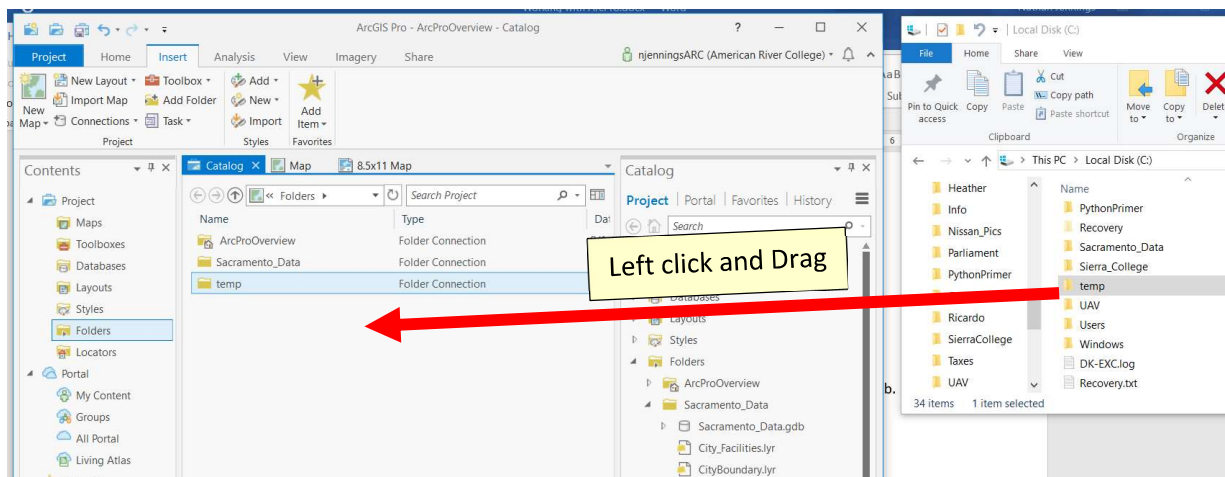 ArcGIS Pro - ArcProOverview - Catalog
?
Project Home Insert Analysis View Imagery Share
njenningsARC (American River College)
New Map
New Layout Toolbox
Import Map Add Folder
Connections Task
Project
Add
New
Import
Styles
Add Item
Favorites
Contents
Project
Maps
Toolboxes
Databases
Layouts
Styles
Folders
Locators
Portal
My Content
Groups
All Portal
Living Atlas
Catalog Map 8.5x11 Map
« Folders Search Project
Name Type Dat
ArcProOverview Folder Connection
Sacramento_Data Folder Connection
temp Folder Connection
Left click and Drag
Catalog
Project Portal Favorites History
Search
Databases
Layouts
Styles
Folders
ArcProOverview
Sacramento_Data
Sacramento_Data.gdb
City_Facilities.lyr
CityBoundary.lyr
6
b.
Local Disk (C:)
File Home Share View
Pin to Quick access
Copy
Paste
Cut
Copy path
Paste shortcut
Clipboard
Move to
Copy to
Delet
Organize
This PC > Local Disk (C:)
Heather
Info
Nissan_Pics
Parliament
PythonPrimer
Ricardo
SierraCollege
Taxes
UAV
Name
PythonPrimer
Recovery
Sacramento_Data
Sierra_College
temp
UAV
Users
Windows
DK-EXC.log
Recovery.txt
34 items 1 item selected